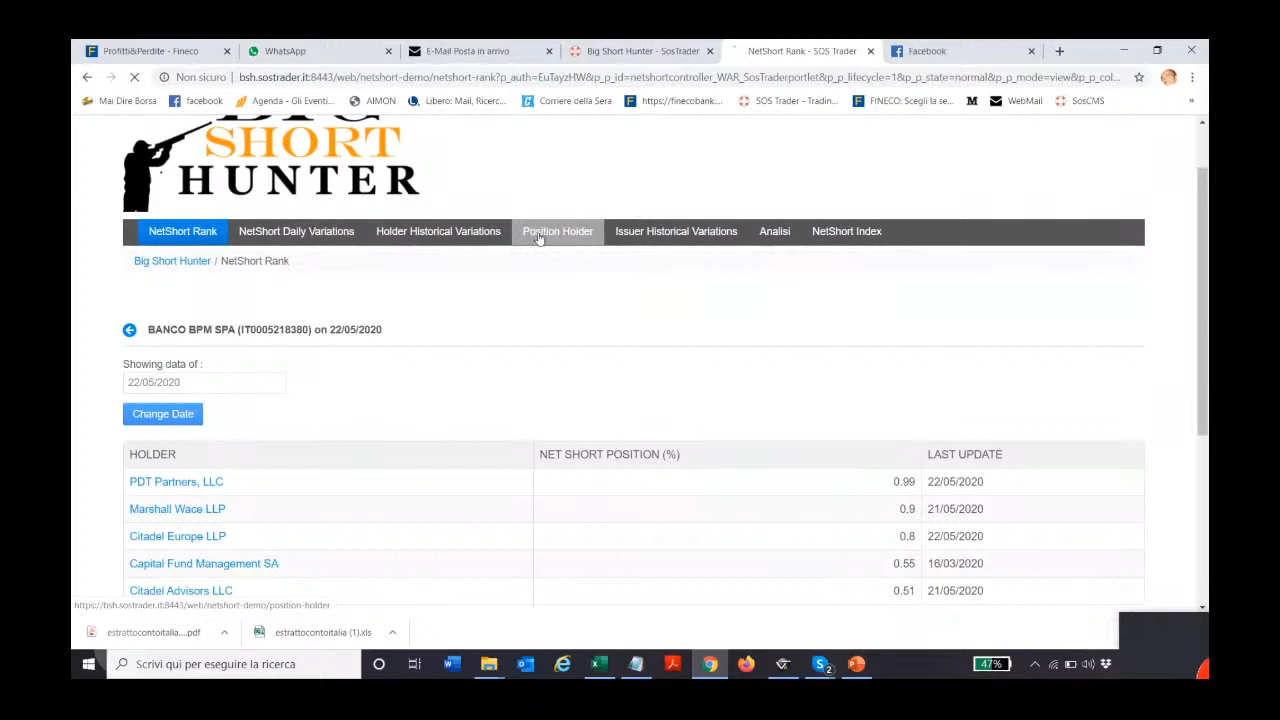 Profitti&Perdite - Fineco
WhatsApp
E-Mail Posta in arrivo
Big Short Hunter - SosTrader
NetShort Rank - SOS Trader
Facebook
Non sicuro
bsh.sostrader.it:8443/web/netshort-demo/netshort-rank?p_auth=EuTayzHW&p_p_id=netshortcontroller_WAR_SosTraderportlet&p_p_lifecycle=1&p_p_state=normal&p_p_mode=view&p_p_col...
Mai Dire Borsa
facebook
Agenda - Gli Eventi...
AIMON
Libero: Mail, Ricerc...
Corriere della Sera
https://finecobank....
SOS Trader - Tradin...
FINECO: Scegli la se...
M
WebMail
SosCMS
»
SHORT
HUNTER
NetShort Rank
NetShort Daily Variations
Holder Historical Variations
Position Holder
Issuer Historical Variations
Analisi
NetShort Index
Big Short Hunter / NetShort Rank
BANCO BPM SPA (IT0005218380) on 22/05/2020
Showing data of :
22/05/2020
Change Date
HOLDER NET SHORT POSITION (%) LAST UPDATE
PDT Partners, LLC 0.99 22/05/2020
Marshall Wace LLP 0.9 21/05/2020
Citadel Europe LLP 0.8 22/05/2020
Capital Fund Management SA 0.55 16/03/2020
Citadel Advisors LLC 0.51 21/05/2020
https://bsh.sostrader.it:8443/web/netshort-demo/position-holder
estrattocontoitalia....pdf
estrattocontoitalia (1).xls
Scrivi qui per eseguire la ricerca
47%